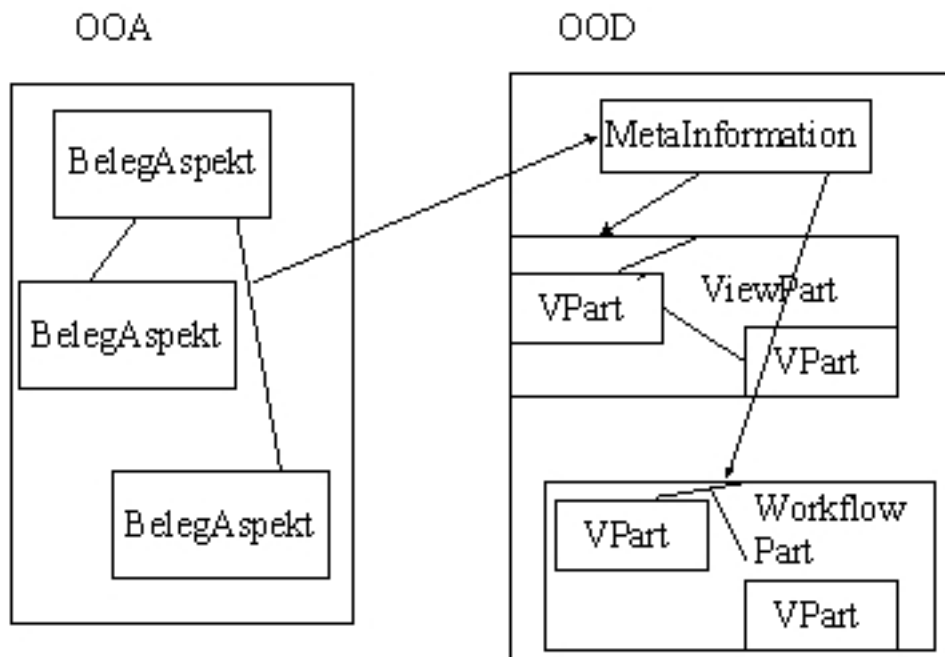 OOA
OOD
BelegAspekt
BelegAspekt
BelegAspekt
MetaInformation
ViewPart
VPart
VPart
Workflow
Part
VPart
VPart